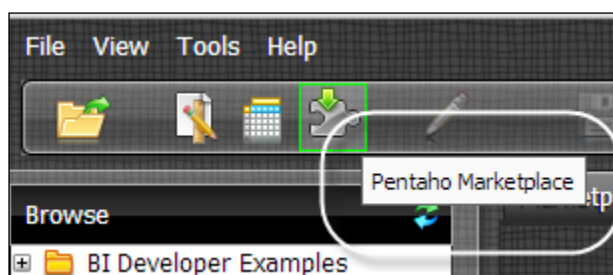 File View Tools Help
Pentaho Marketplace
Browse
BI Developer Examples